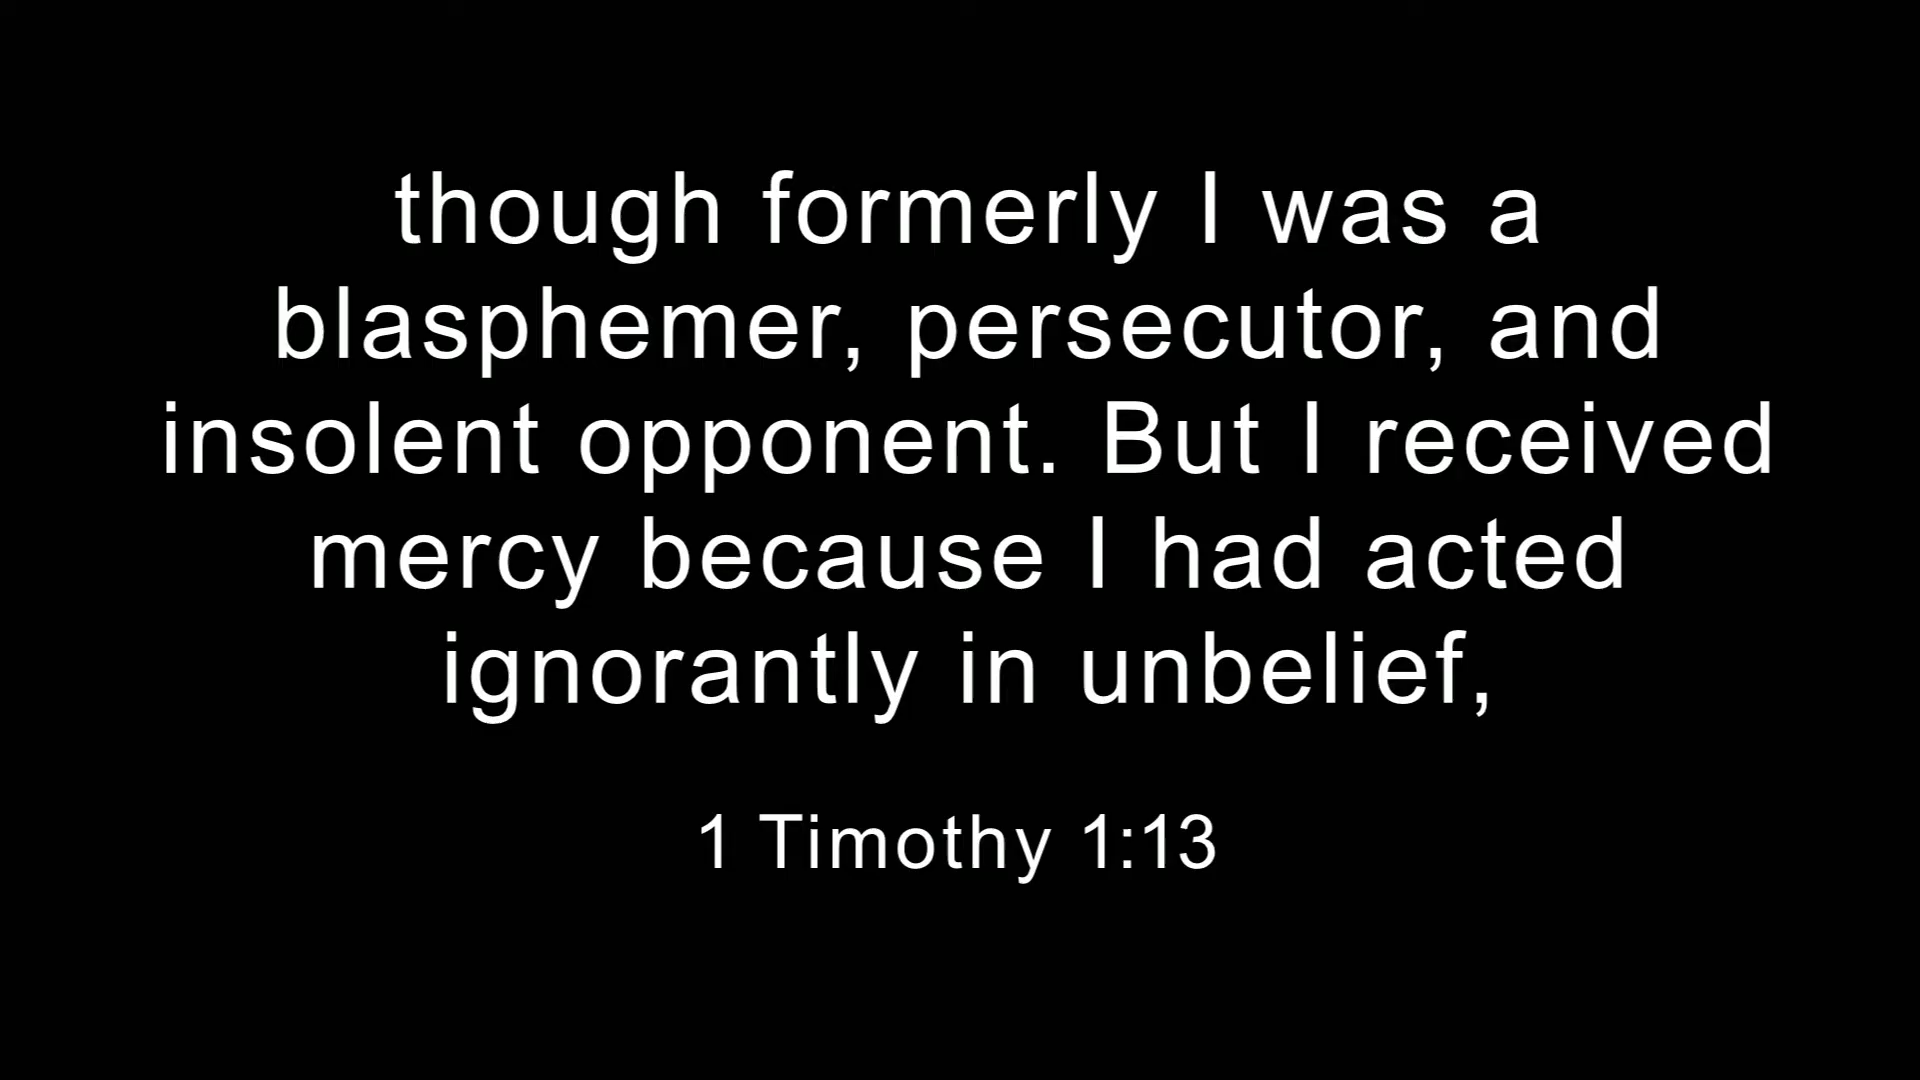 though formerly I was a
blasphemer, persecutor, and
insolent opponent. But I received
mercy because I had acted
ignorantly in unbelief,
1 Timothy 1:13